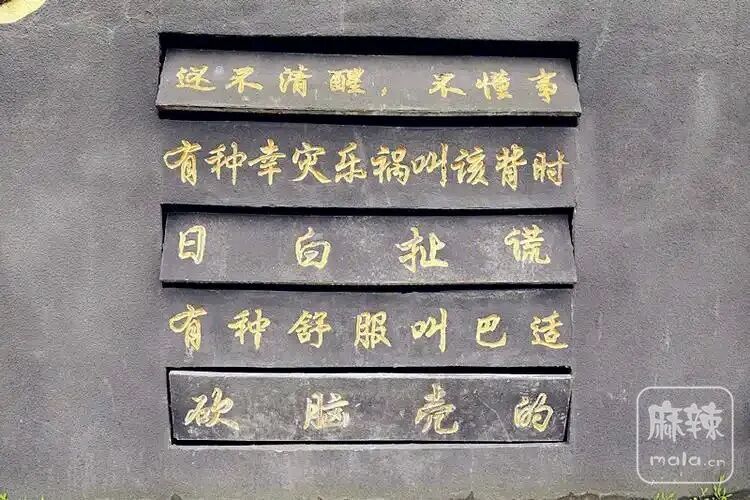 还不清醒，不懂事
有种幸灾乐祸叫该背时
日白扯谎
有种舒服叫巴适
砍脑壳的
麻辣
mala.cn